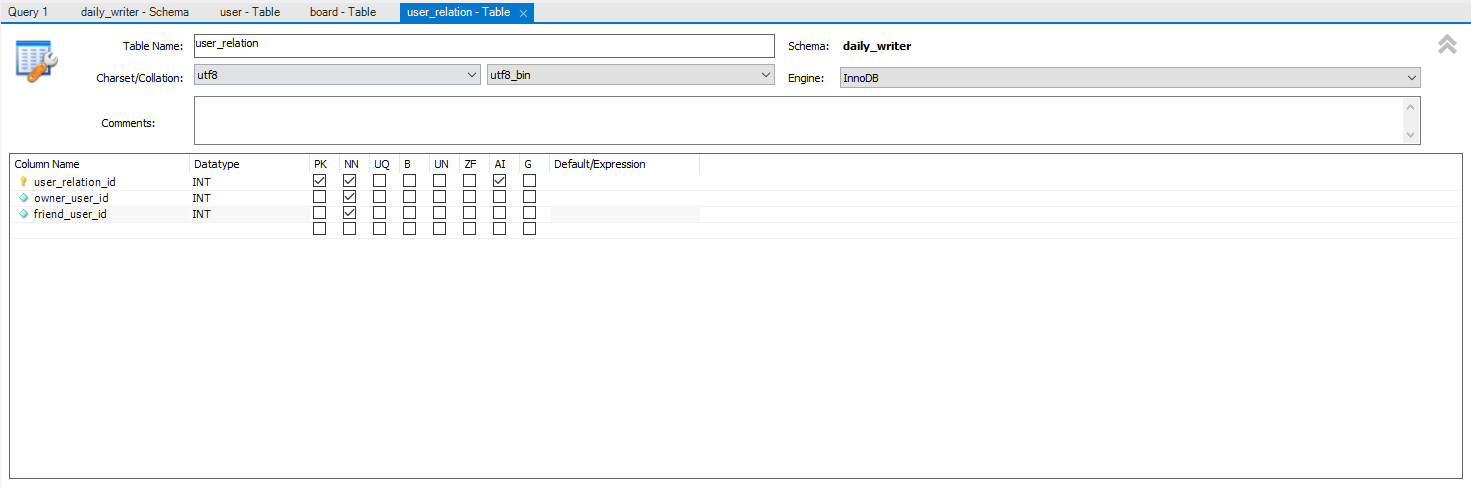 Query 1 daily_writer - Schema user - Table board - Table user_relation - Table
Table Name: user_relation Schema: daily_writer
Charset/Collation: utf8 utf8_bin Engine: InnoDB
Comments:
Column Name Datatype PK NN UQ B UN ZF AI G Default/Expression
user_relation_id INT
owner_user_id INT
friend_user_id INT